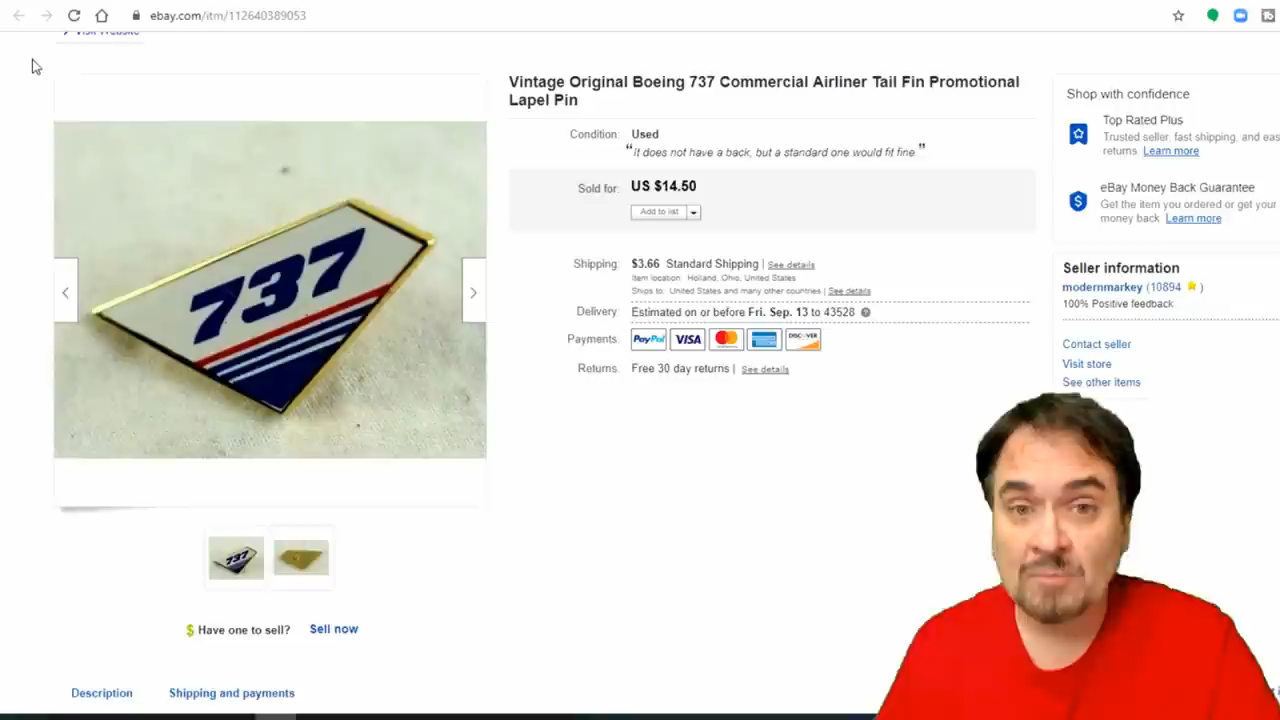 ebay.com/itm/112640389053
Visit Website
Vintage Original Boeing 737 Commercial Airliner Tail Fin Promotional
Lapel Pin
Condition: Used
“it does not have a back, but a standard one would fit fine”
Sold for: US $14.50
Add to list
Shipping: $3.66 Standard Shipping | See details
Item location: Holland, Ohio, United States
Ships to: United States and many other countries | See details
Delivery: Estimated on or before Fri. Sep. 13 to 43528
Payments: PayPal VISA MasterCard DISCOVER
Returns: Free 30 day returns | See details
Shop with confidence
Top Rated Plus
Trusted seller, fast shipping, and eas
returns. Learn more
eBay Money Back Guarantee
Get the item you ordered or get your
money back. Learn more
Seller information
modernmarkey (10894 )
100% Positive feedback
Contact seller
Visit store
See other items
737
737
$ Have one to sell? Sell now
Description Shipping and payments